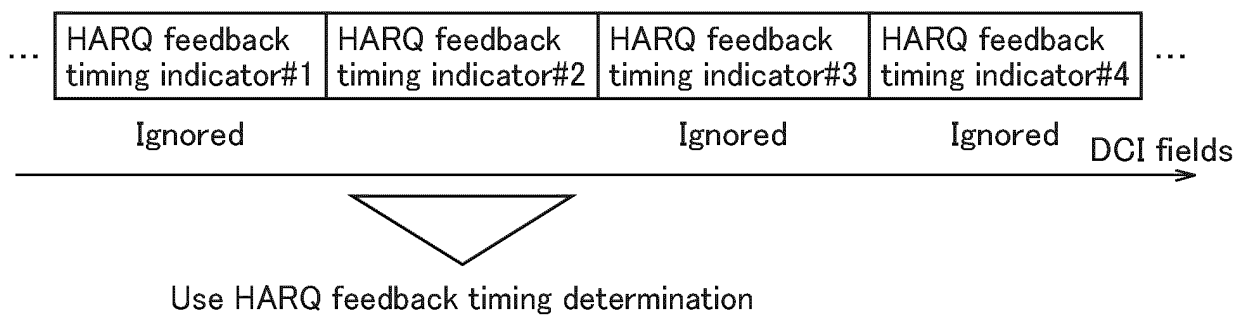 ... HARQ feedback timing indicator#1 HARQ feedback timing indicator#2 HARQ feedback timing indicator#3 HARQ feedback timing indicator#4 ...
Ignored Ignored Ignored
DCI fields
Use HARQ feedback timing determination